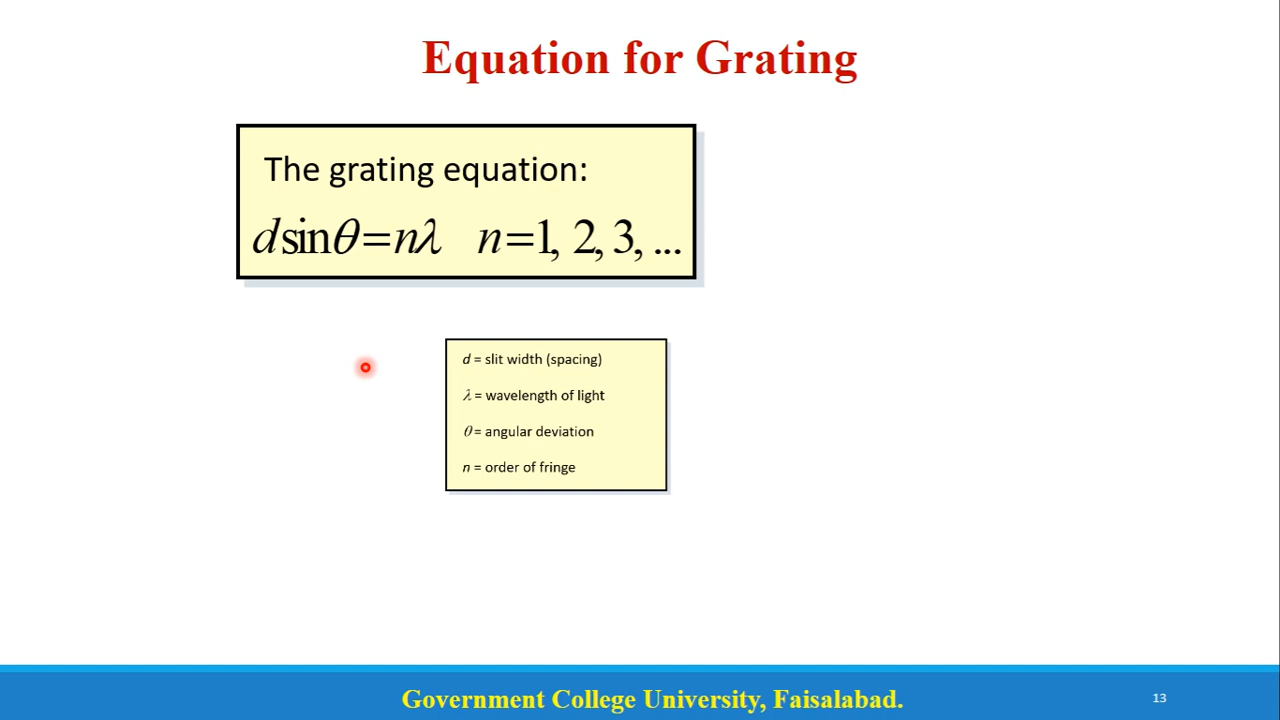 Equation for Grating
The grating equation:
d sinθ = nλ   n = 1, 2, 3, ...
d = slit width (spacing)
λ = wavelength of light
θ = angular deviation
n = order of fringe
Government College University, Faisalabad.
13